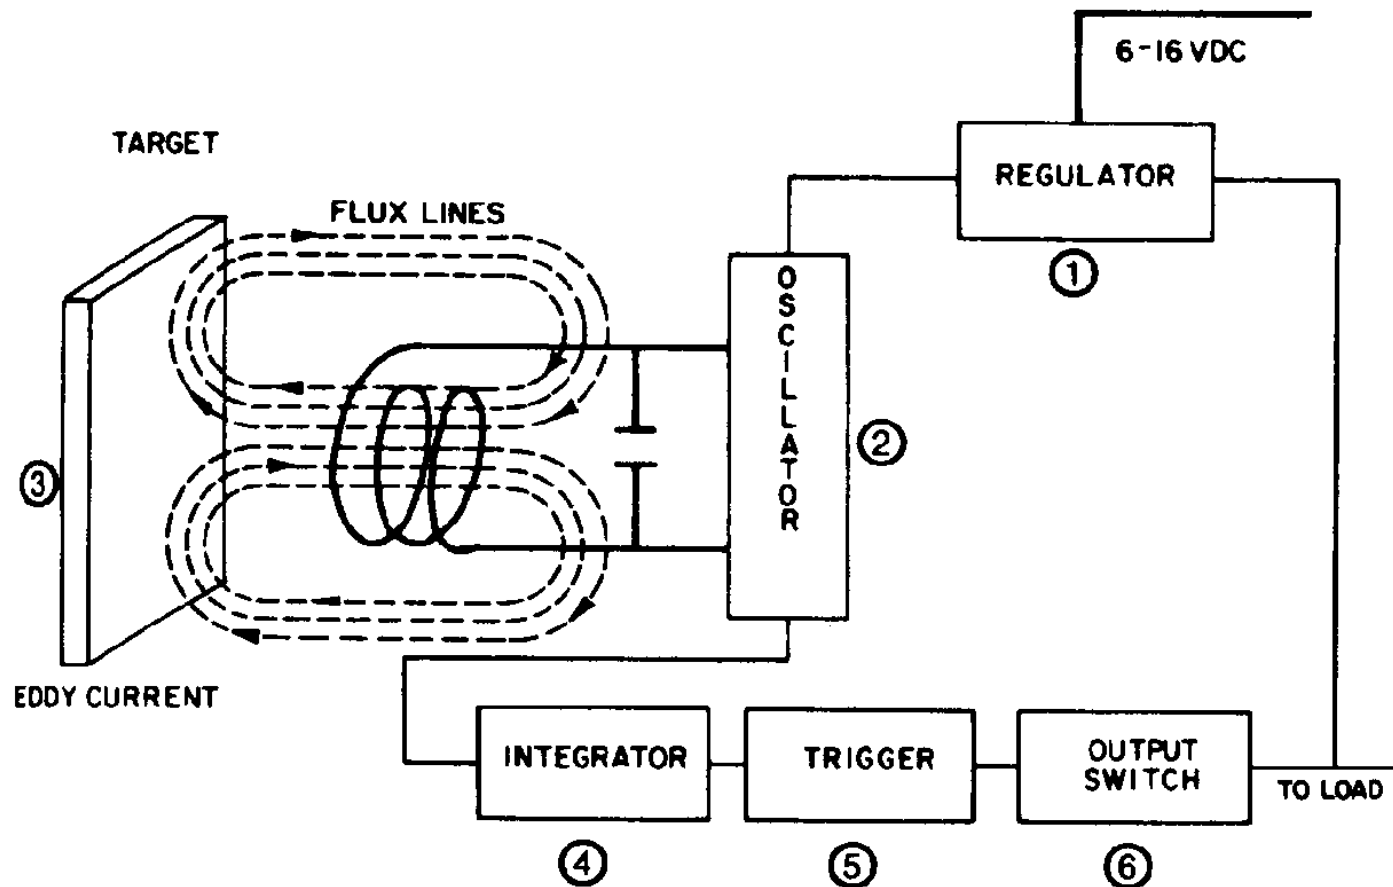 6-16 VDC
TARGET
REGULATOR
FLUX LINES
1
OSCILLATOR
2
3
EDDY CURRENT
INTEGRATOR
TRIGGER
OUTPUT
SWITCH
TO LOAD
4
5
6